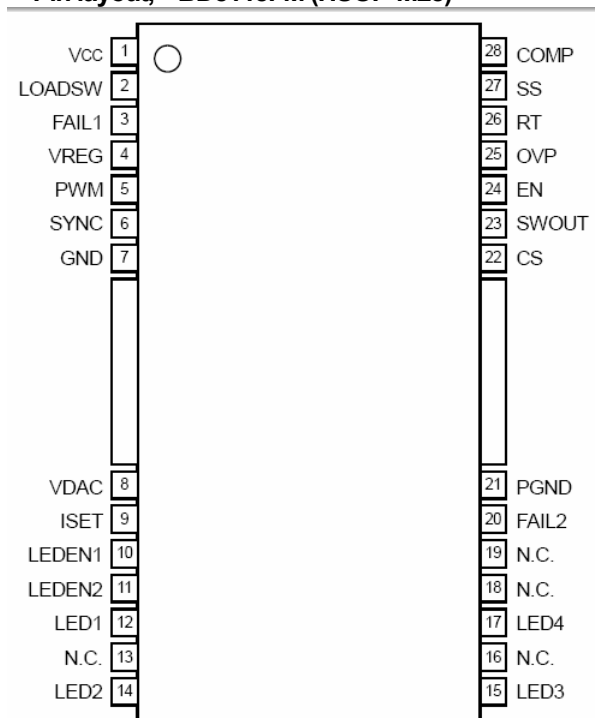 Vcc 1 28 COMP
LOADSW 2 27 SS
FAIL1 3 26 RT
VREG 4 25 OVP
PWM 5 24 EN
SYNC 6 23 SWOUT
GND 7 22 CS
VDAC 8 21 PGND
ISET 9 20 FAIL2
LEDEN1 10 19 N.C.
LEDEN2 11 18 N.C.
LED1 12 17 LED4
N.C. 13 16 N.C.
LED2 14 15 LED3